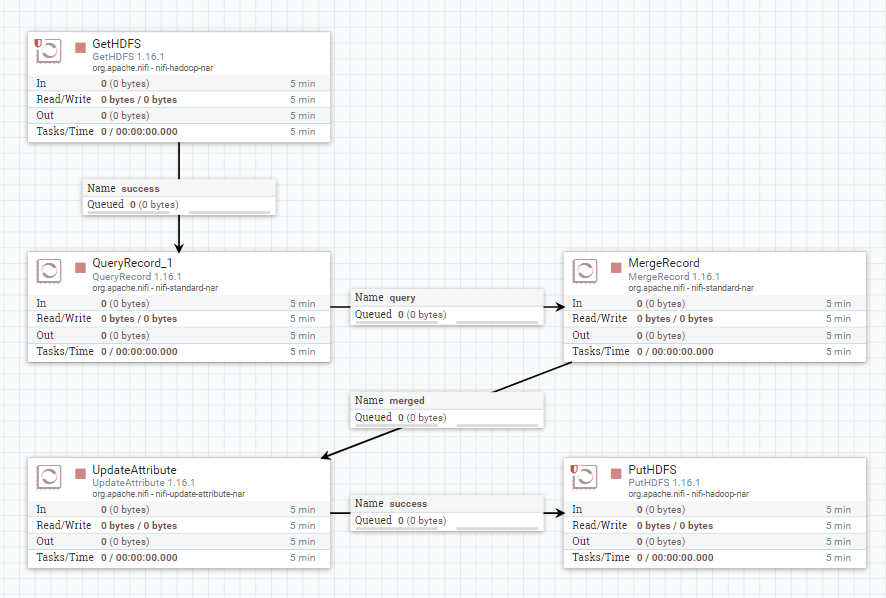 GetHDFS
GetHDFS 1.16.1
org.apache.nifi - nifi-hadoop-nar
In 0 (0 bytes) 5 min
Read/Write 0 bytes / 0 bytes 5 min
Out 0 (0 bytes) 5 min
Tasks/Time 0 / 00:00:00.000 5 min
Name success
Queued 0 (0 bytes)
QueryRecord_1
QueryRecord 1.16.1
org.apache.nifi - nifi-standard-nar
In 0 (0 bytes) 5 min
Read/Write 0 bytes / 0 bytes 5 min
Out 0 (0 bytes) 5 min
Tasks/Time 0 / 00:00:00.000 5 min
Name query
Queued 0 (0 bytes)
MergeRecord
MergeRecord 1.16.1
org.apache.nifi - nifi-standard-nar
In 0 (0 bytes) 5 min
Read/Write 0 bytes / 0 bytes 5 min
Out 0 (0 bytes) 5 min
Tasks/Time 0 / 00:00:00.000 5 min
Name merged
Queued 0 (0 bytes)
UpdateAttribute
UpdateAttribute 1.16.1
org.apache.nifi - nifi-update-attribute-nar
In 0 (0 bytes) 5 min
Read/Write 0 bytes / 0 bytes 5 min
Out 0 (0 bytes) 5 min
Tasks/Time 0 / 00:00:00.000 5 min
Name success
Queued 0 (0 bytes)
PutHDFS
PutHDFS 1.16.1
org.apache.nifi - nifi-hadoop-nar
In 0 (0 bytes) 5 min
Read/Write 0 bytes / 0 bytes 5 min
Out 0 (0 bytes) 5 min
Tasks/Time 0 / 00:00:00.000 5 min